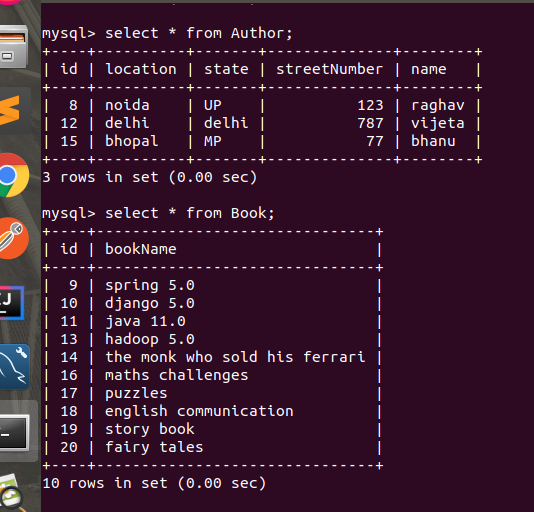 mysql> select * from Author;
+----+----------+-------+--------------+--------+
| id | location | state | streetNumber | name   |
+----+----------+-------+--------------+--------+
|  8 | noida    | UP    |          123 | raghav |
| 12 | delhi    | delhi |          787 | vijeta |
| 15 | bhopal   | MP    |           77 | bhanu  |
+----+----------+-------+--------------+--------+
3 rows in set (0.00 sec)
mysql> select * from Book;
+----+-------------------------------+
| id | bookName                      |
+----+-------------------------------+
|  9 | spring 5.0                    |
| 10 | django 5.0                    |
| 11 | java 11.0                     |
| 13 | hadoop 5.0                    |
| 14 | the monk who sold his ferrari |
| 16 | maths challenges              |
| 17 | puzzles                       |
| 18 | english communication         |
| 19 | story book                    |
| 20 | fairy tales                   |
+----+-------------------------------+
10 rows in set (0.00 sec)